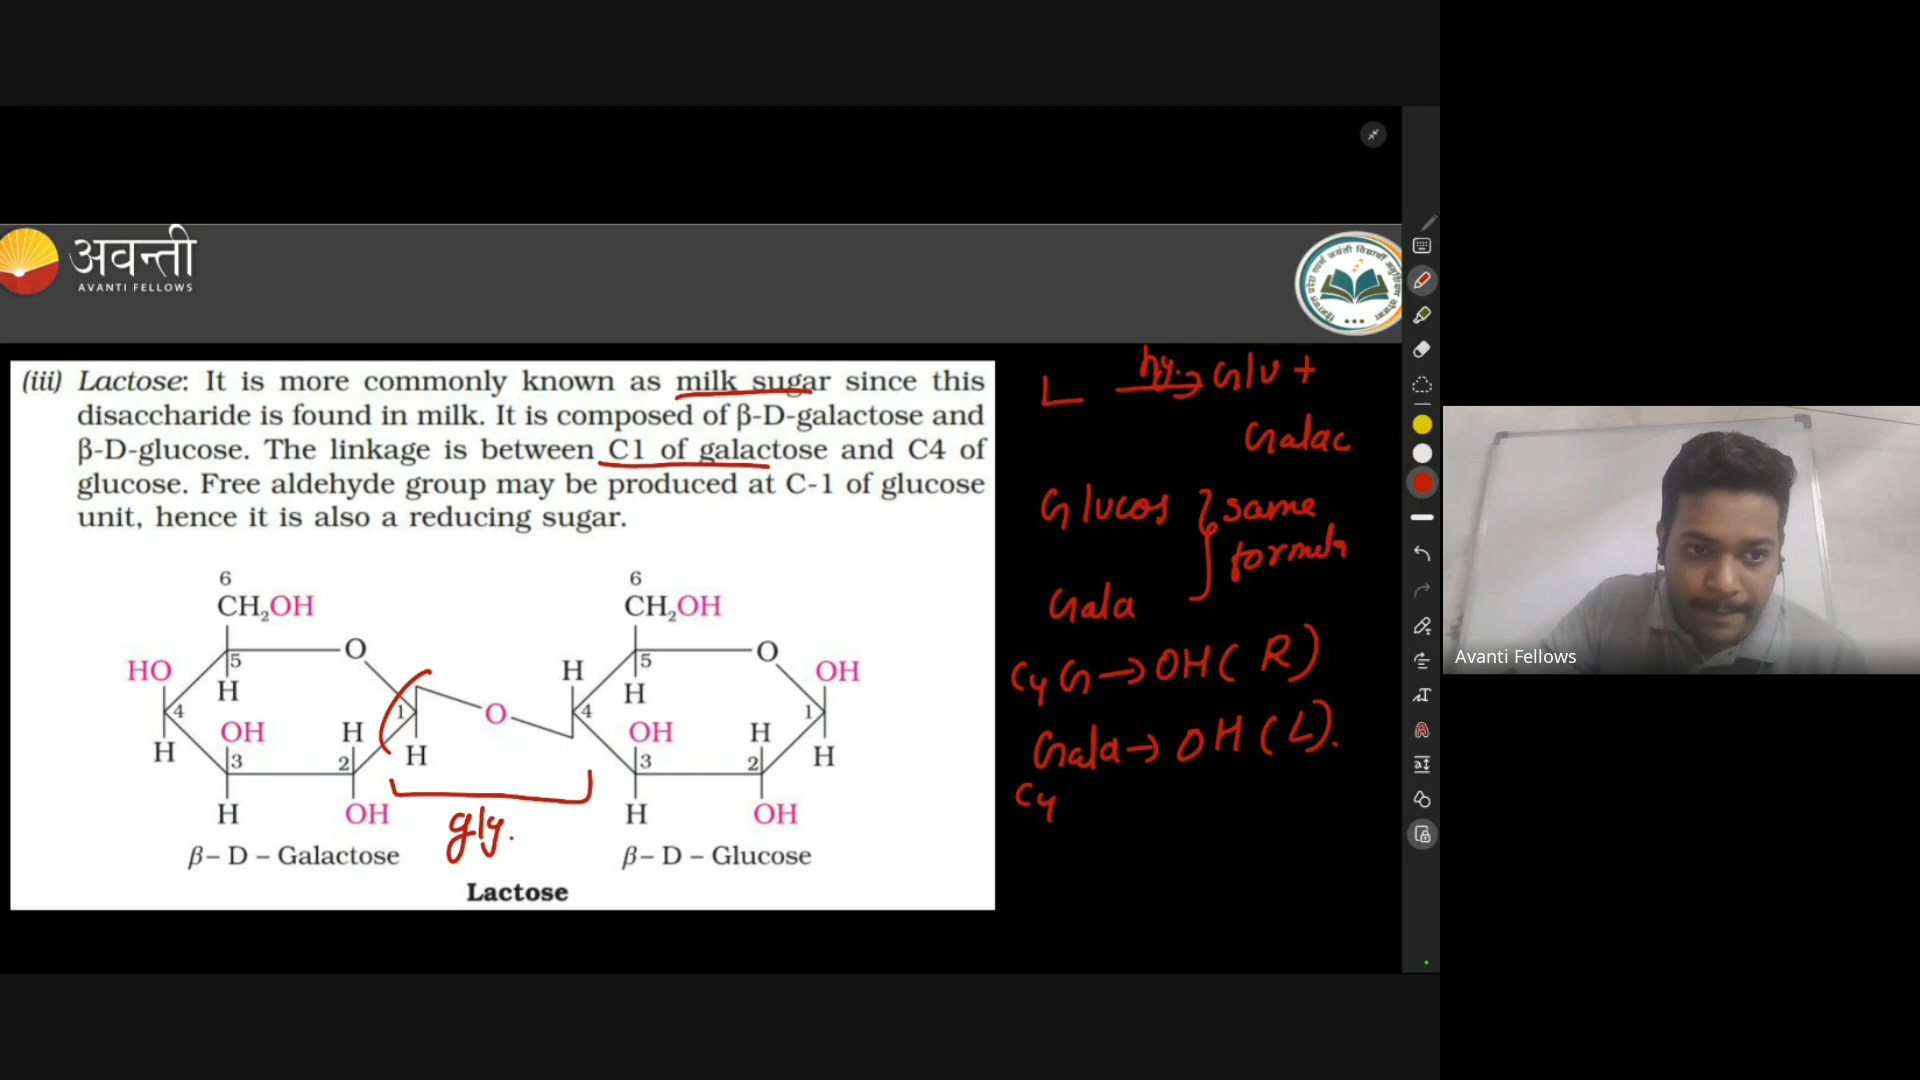 अवन्ती
AVANTI FELLOWS
(iii) Lactose: It is more commonly known as milk sugar since this
disaccharide is found in milk. It is composed of β-D-galactose and
β-D-glucose. The linkage is between C1 of galactose and C4 of
glucose. Free aldehyde group may be produced at C-1 of glucose
unit, hence it is also a reducing sugar.
6 6
CH₂OH CH₂OH
O O
HO 5 H 5 OH
H H
4 1 O 4 1
OH H OH H
H 3 2 H 3 2 H
H OH H OH
β– D – Galactose β– D – Glucose
Lactose
gly.
L hy. → Glu +
Galac
Glucos } same
Gala
C4 G → OH ( R )
Gala → OH ( L ).
C4
Avanti Fellows